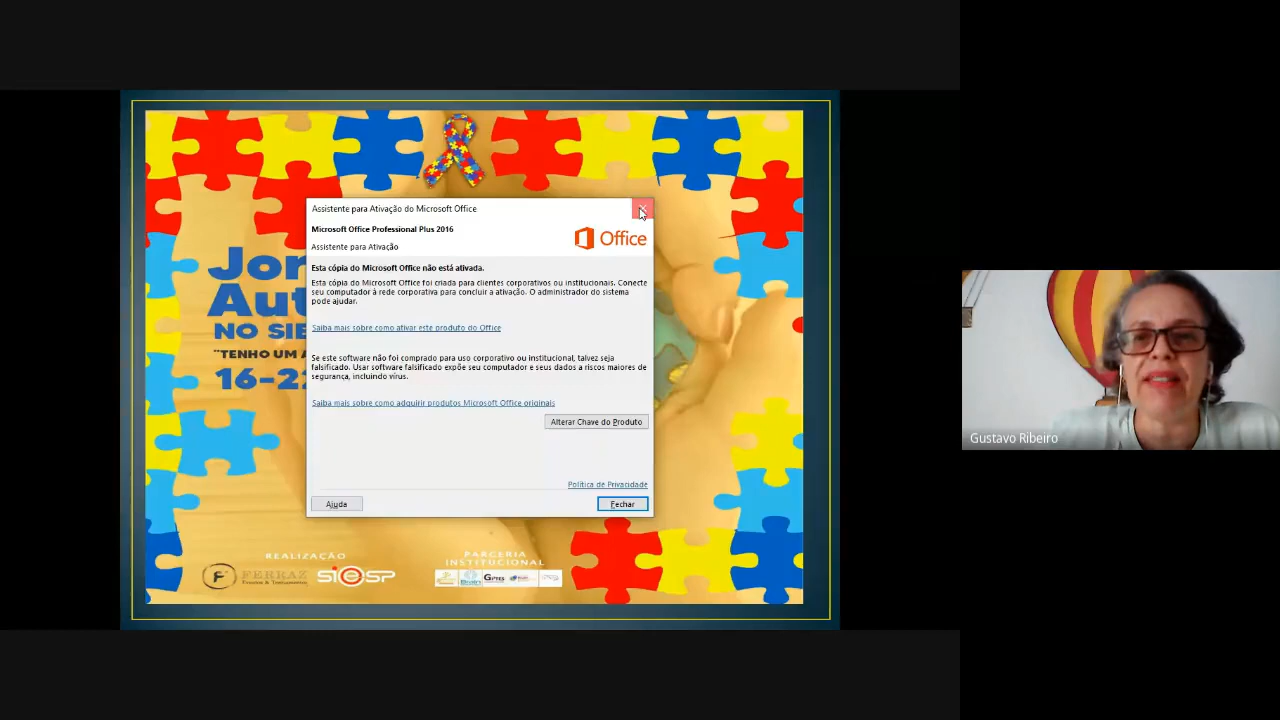 Assistente para Ativação do Microsoft Office
Microsoft Office Professional Plus 2016
Assistente para Ativação
Office
Esta cópia do Microsoft Office não está ativada.
Esta cópia do Microsoft Office foi criada para clientes corporativos ou institucionais. Conecte
seu computador à rede corporativa para concluir a ativação. O administrador do sistema
pode ajudar.
Saiba mais sobre como ativar este produto do Office
Se este software não foi comprado para uso corporativo ou institucional, talvez seja
falsificado. Usar software falsificado expõe seu computador e seus dados a riscos maiores de
segurança, incluindo vírus.
Saiba mais sobre como adquirir produtos Microsoft Office originais
Alterar Chave do Produto
Política de Privacidade
Ajuda
Fechar
Jor
Aut
NO SIE
"TENHO UM A
16-2
REALIZAÇÃO
FERRAZ
SIESP
PARCERIA
INSTITUCIONAL
Gustavo Ribeiro